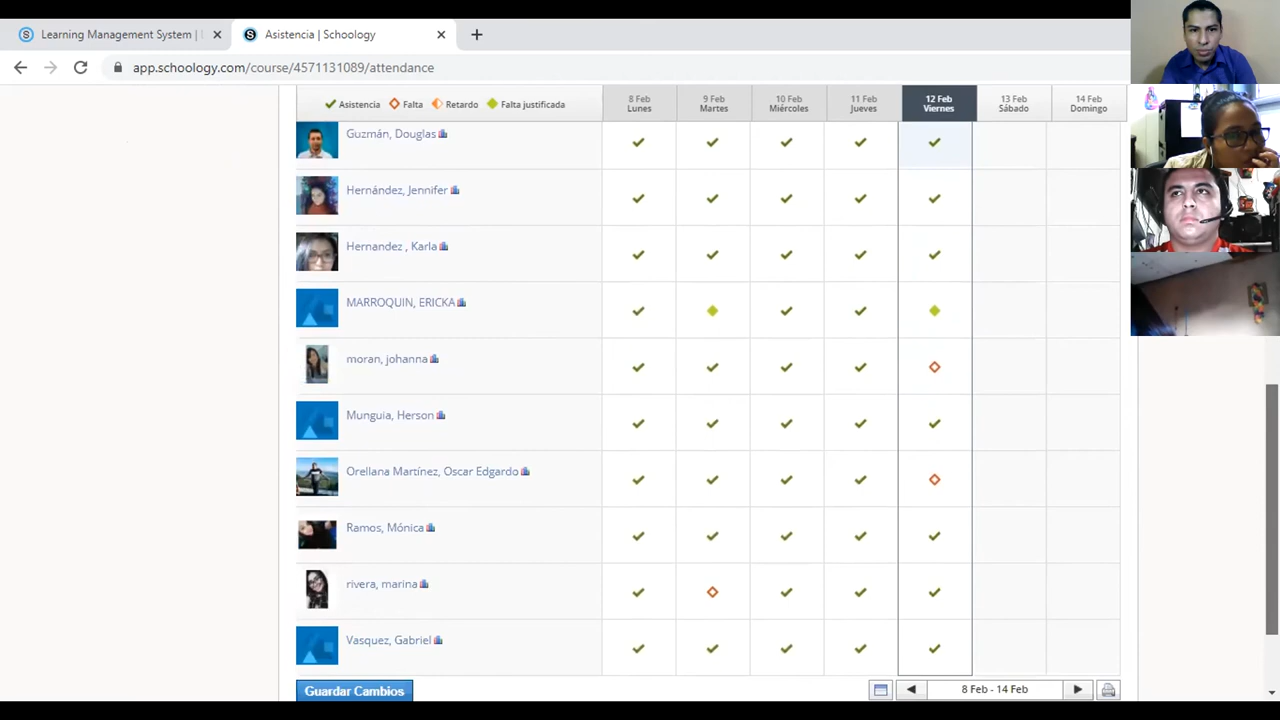 Learning Management System |
Asistencia | Schoology
app.schoology.com/course/4571131089/attendance
Asistencia Falta Retardo Falta justificada
8 Feb Lunes
9 Feb Martes
10 Feb Miércoles
11 Feb Jueves
12 Feb Viernes
13 Feb Sábado
14 Feb Domingo
Guzmán, Douglas
Hernández, Jennifer
Hernandez , Karla
MARROQUIN, ERICKA
moran, johanna
Munguia, Herson
Orellana Martínez, Oscar Edgardo
Ramos, Mónica
rivera, marina
Vasquez, Gabriel
Guardar Cambios
8 Feb - 14 Feb